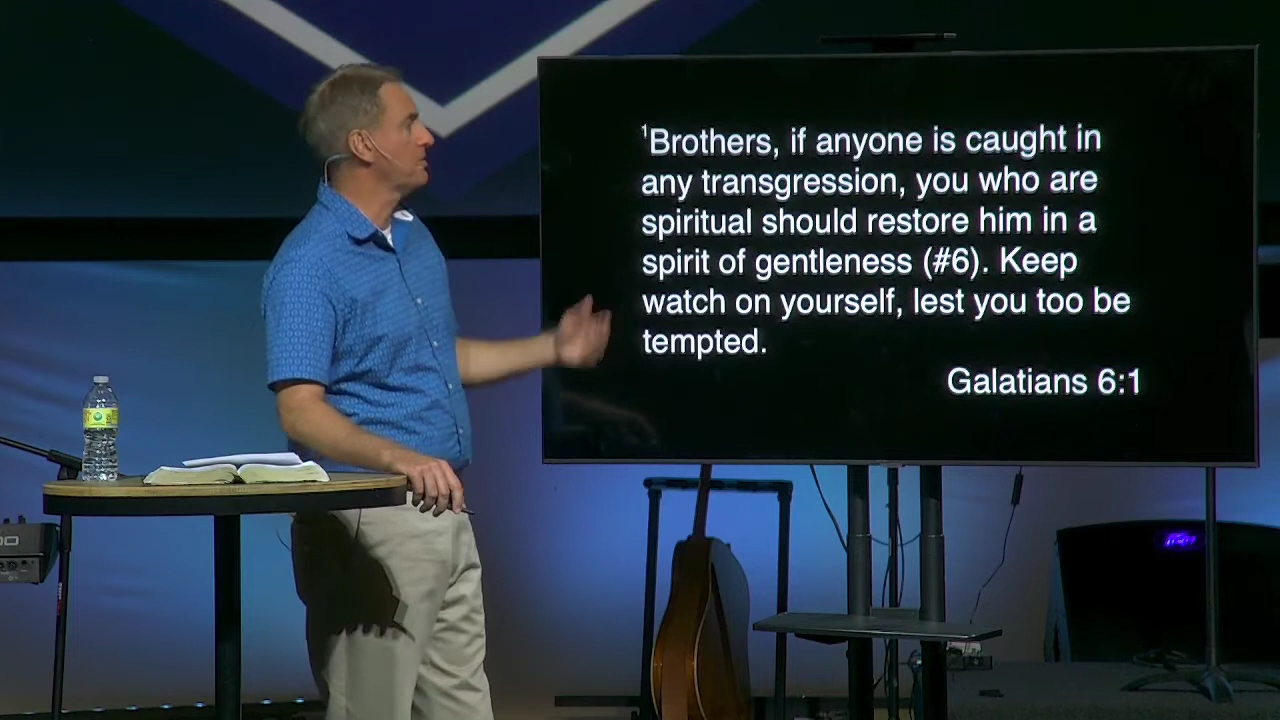 ¹Brothers, if anyone is caught in
any transgression, you who are
spiritual should restore him in a
spirit of gentleness (#6). Keep
watch on yourself, lest you too be
tempted.
Galatians 6:1